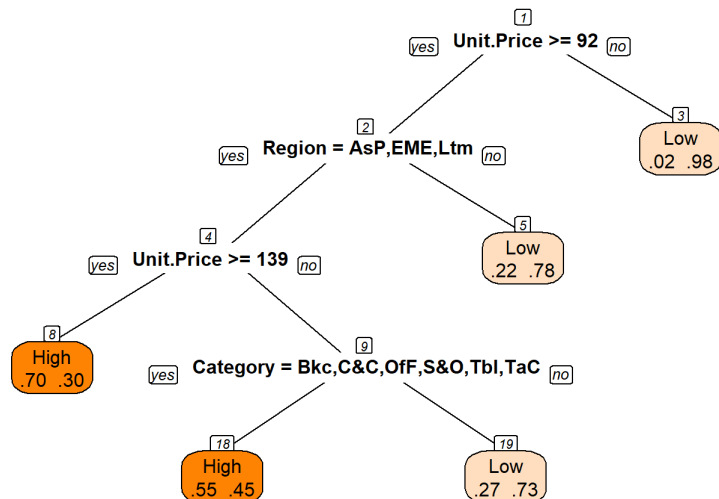 1
yes Unit.Price >= 92 no
2
yes Region = AsP,EME,Ltm no
3
Low
.02 .98
4
yes Unit.Price >= 139 no
5
Low
.22 .78
8
High
.70 .30
9
yes Category = Bkc,C&C,OfF,S&O,Tbl,TaC no
18
High
.55 .45
19
Low
.27 .73